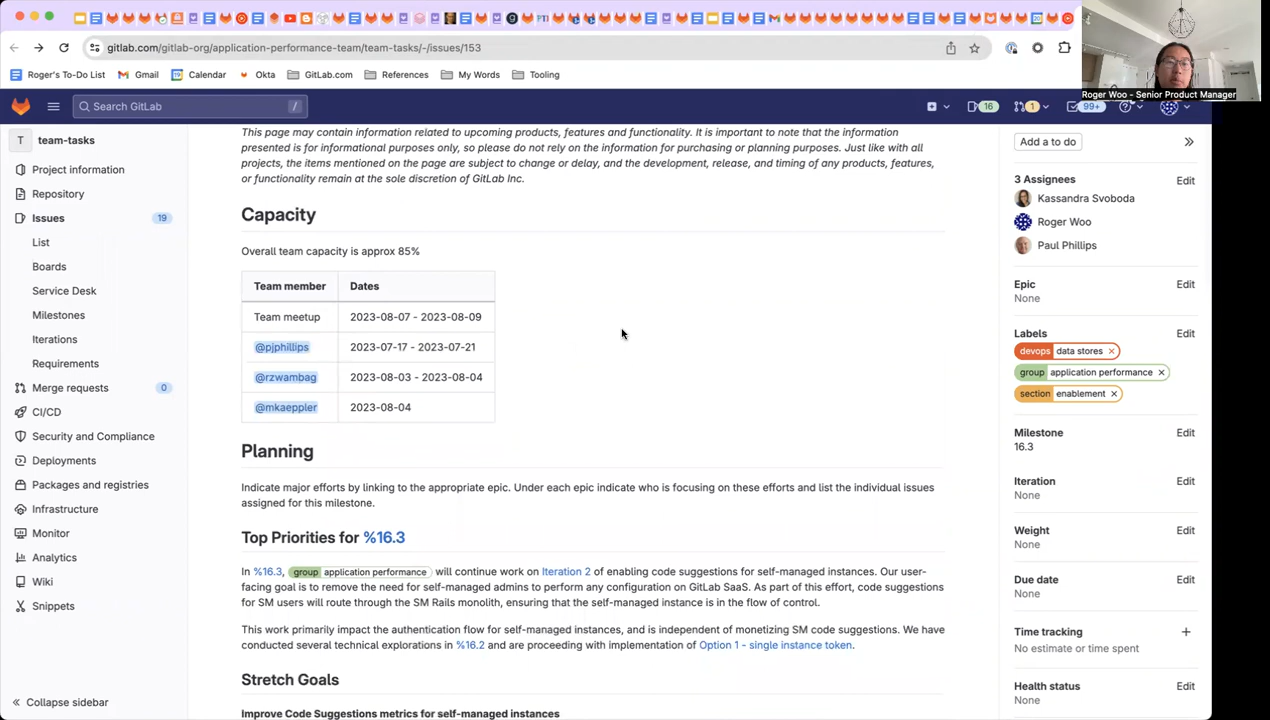 gitlab.com/gitlab-org/application-performance-team/team-tasks/-/issues/153
Roger's To-Do List
Gmail
Calendar
Okta
GitLab.com
References
My Words
Tooling
Roger Woo - Senior Product Manager
Search GitLab
/
16
1
99+
T
team-tasks
Project information
Repository
Issues
19
List
Boards
Service Desk
Milestones
Iterations
Requirements
Merge requests
0
CI/CD
Security and Compliance
Deployments
Packages and registries
Infrastructure
Monitor
Analytics
Wiki
Snippets
Collapse sidebar
This page may contain information related to upcoming products, features and functionality. It is important to note that the information
presented is for informational purposes only, so please do not rely on the information for purchasing or planning purposes. Just like with all
projects, the items mentioned on the page are subject to change or delay, and the development, release, and timing of any products, features,
or functionality remain at the sole discretion of GitLab Inc.
Capacity
Overall team capacity is approx 85%
Team member Dates
Team meetup 2023-08-07 - 2023-08-09
@pjphillips 2023-07-17 - 2023-07-21
@rzwambag 2023-08-03 - 2023-08-04
@mkaeppler 2023-08-04
Planning
Indicate major efforts by linking to the appropriate epic. Under each epic indicate who is focusing on these efforts and list the individual issues
assigned for this milestone.
Top Priorities for %16.3
In %16.3, group application performance will continue work on Iteration 2 of enabling code suggestions for self-managed instances. Our user-
facing goal is to remove the need for self-managed admins to perform any configuration on GitLab SaaS. As part of this effort, code suggestions
for SM users will route through the SM Rails monolith, ensuring that the self-managed instance is in the flow of control.
This work primarily impact the authentication flow for self-managed instances, and is independent of monetizing SM code suggestions. We have
conducted several technical explorations in %16.2 and are proceeding with implementation of Option 1 - single instance token.
Stretch Goals
Improve Code Suggestions metrics for self-managed instances
Add a to do
3 Assignees
Edit
Kassandra Svoboda
Roger Woo
Paul Phillips
Epic
Edit
None
Labels
Edit
devops data stores
group application performance
section enablement
Milestone
Edit
16.3
Iteration
Edit
None
Weight
Edit
None
Due date
Edit
None
Time tracking
No estimate or time spent
Health status
Edit
None